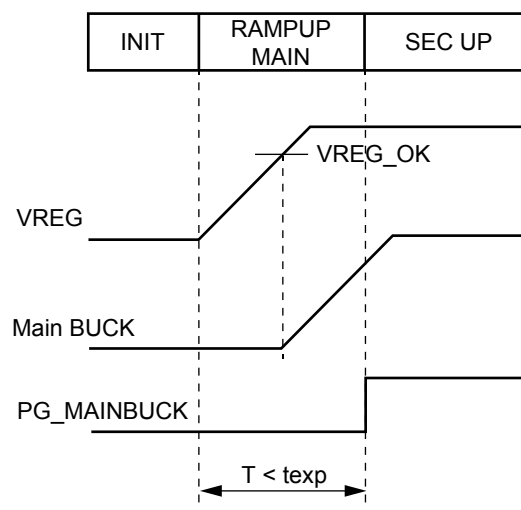 INIT
RAMPUP
MAIN
SEC UP
VREG_OK
VREG
Main BUCK
PG_MAINBUCK
T < texp